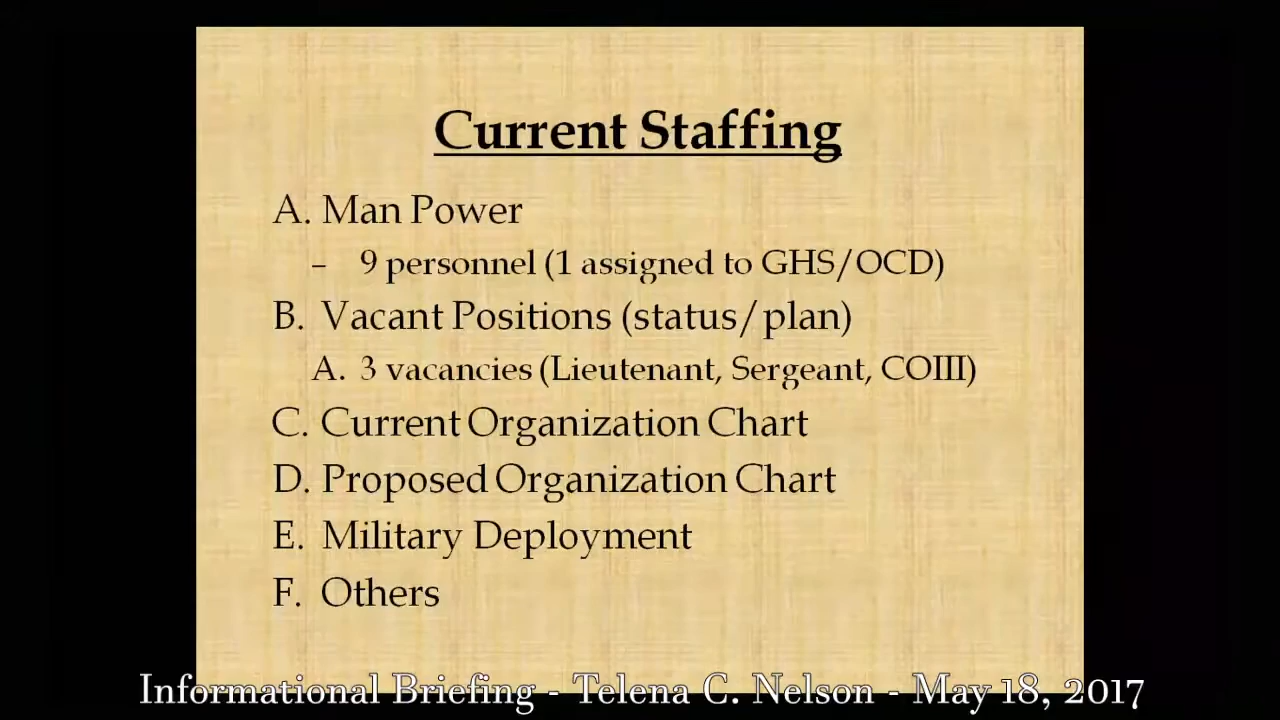 Current Staffing
A. Man Power
– 9 personnel (1 assigned to GHS/OCD)
B. Vacant Positions (status/plan)
A. 3 vacancies (Lieutenant, Sergeant, COIII)
C. Current Organization Chart
D. Proposed Organization Chart
E. Military Deployment
F. Others
Informational Briefing - Telena C. Nelson - May 18, 2017